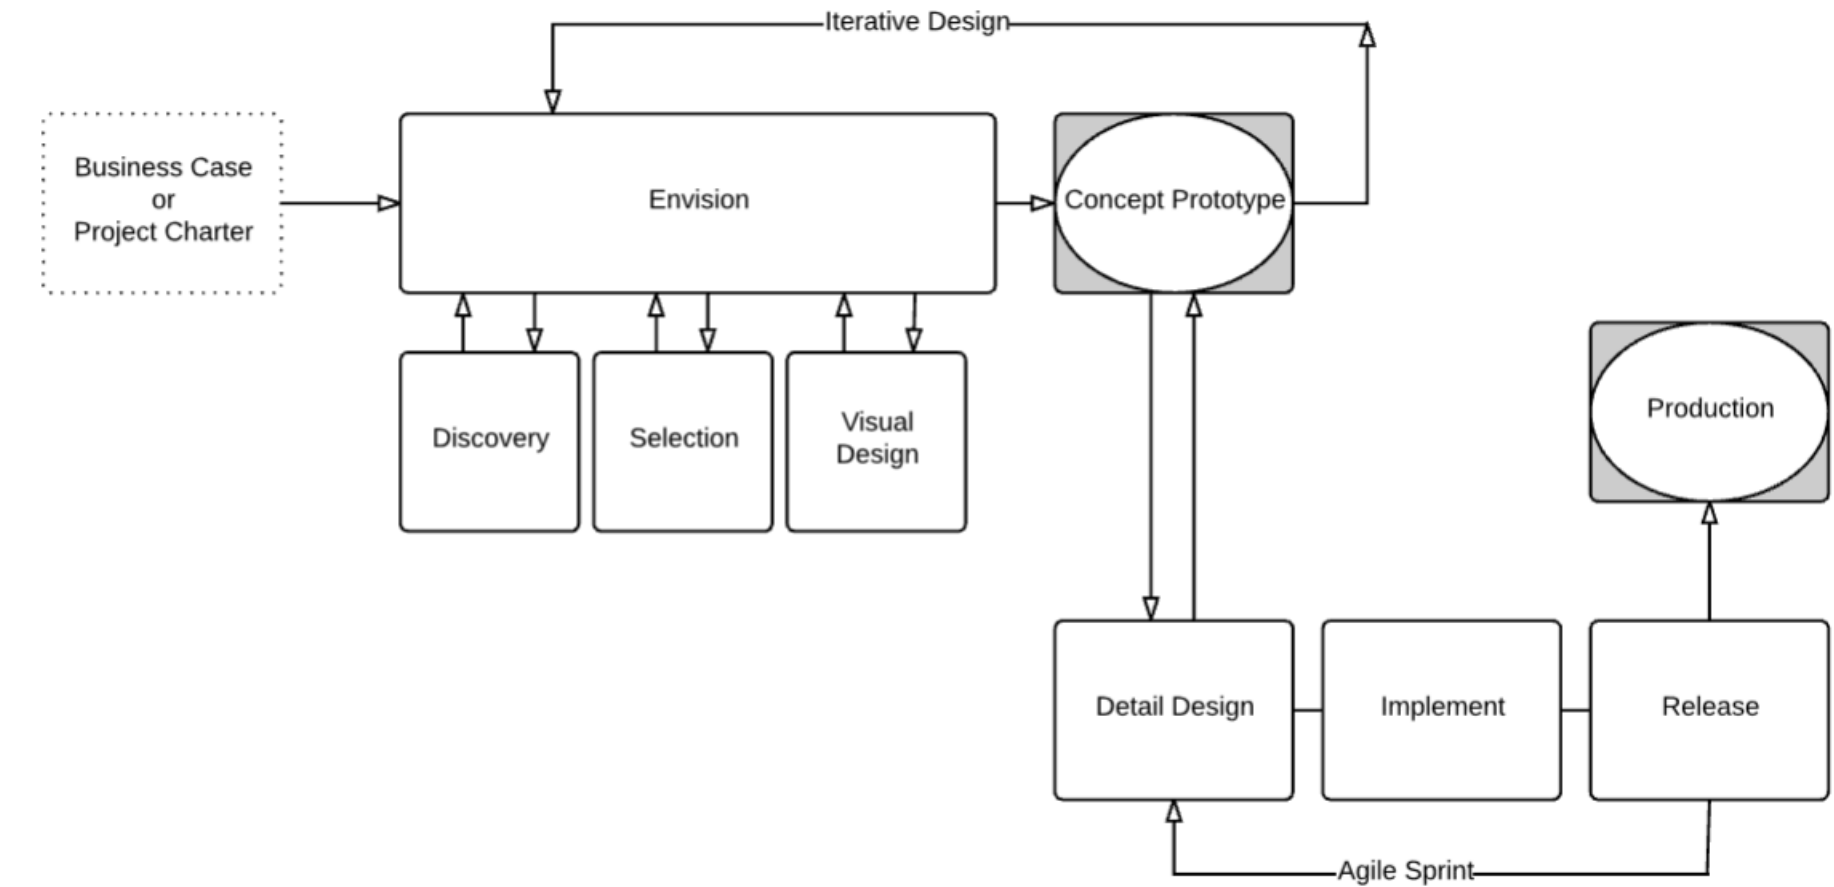 Iterative Design
Business Case
or
Project Charter
Envision
Concept Prototype
Discovery
Selection
Visual
Design
Production
Detail Design
Implement
Release
Agile Sprint